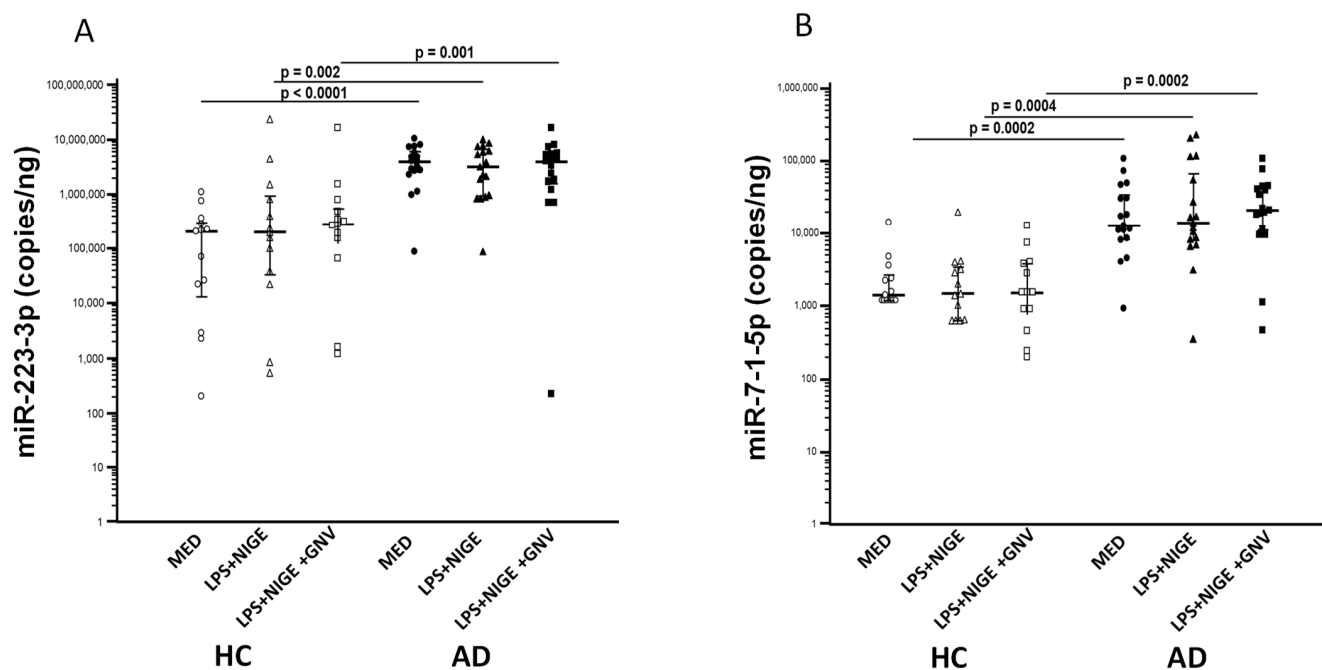 A
p = 0.001
p = 0.002
p < 0.0001
100,000,000
10,000,000
1,000,000
100,000
10,000
1,000
100
10
1
miR-223-3p (copies/ng)
MED
LPS+NIGE
LPS+NIGE +GNV
MED
LPS+NIGE
LPS+NIGE +GNV
HC
AD
B
p = 0.0002
p = 0.0004
p = 0.0002
1,000,000
100,000
10,000
1,000
100
10
1
miR-7-1-5p (copies/ng)
MED
LPS+NIGE
LPS+NIGE +GNV
MED
LPS+NIGE
LPS+NIGE +GNV
HC
AD